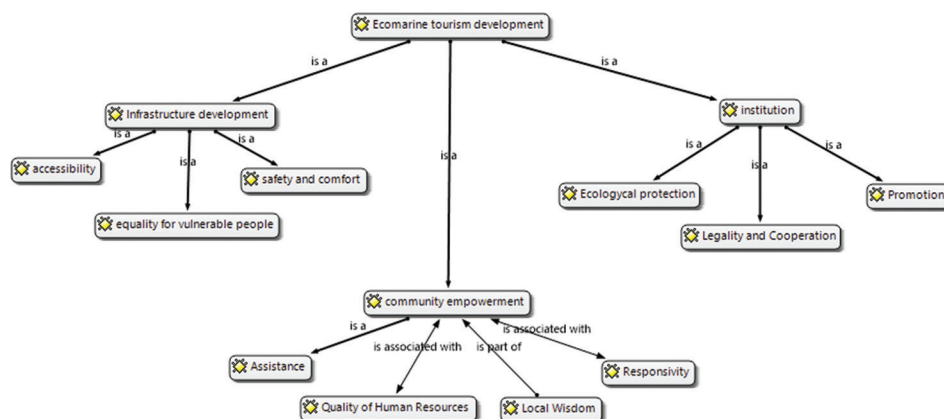 Ecomarine tourism development
is a
is a
is a
Infrastructure development
institution
is a
is a
is a
accessibility
safety and comfort
equality for vulnerable people
is a
is a
is a
Ecologycal protection
Promotion
Legality and Cooperation
community empowerment
is a
is associated with
is part of
is associated with
Assistance
Responsivity
Quality of Human Resources
Local Wisdom